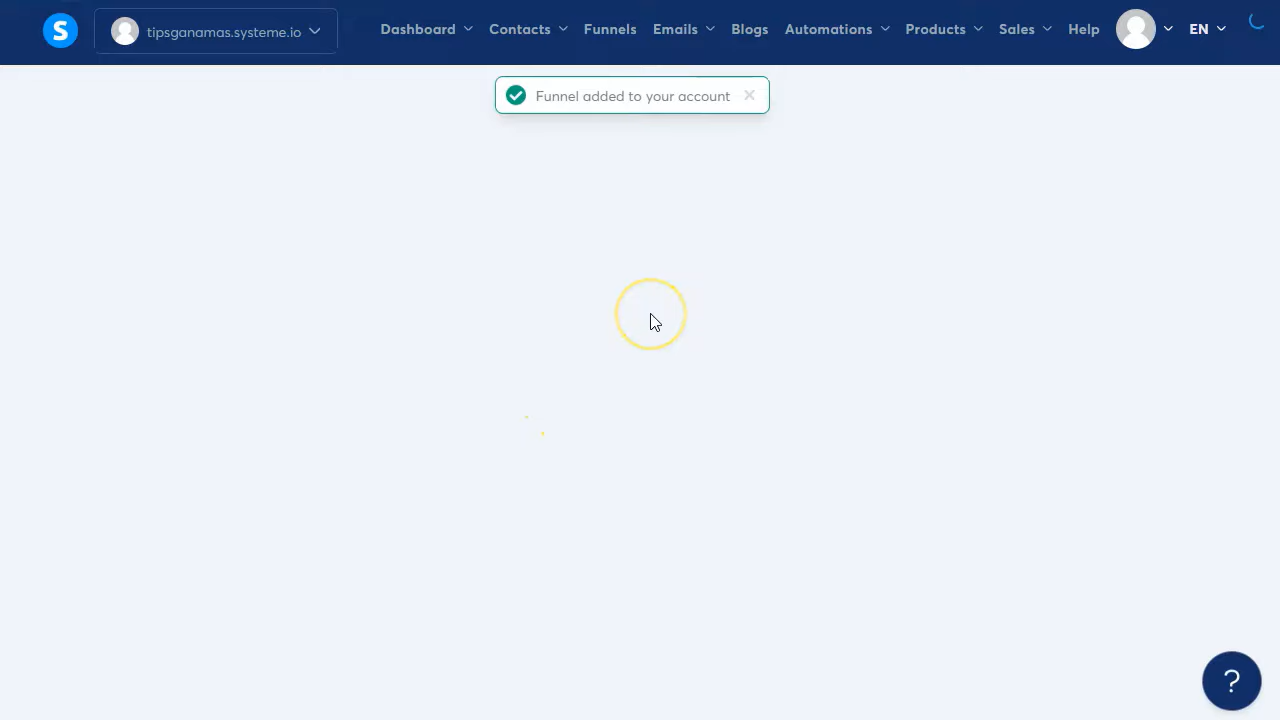 S
tipsganamas.systeme.io
Dashboard
Contacts
Funnels
Emails
Blogs
Automations
Products
Sales
Help
EN
Funnel added to your account
?